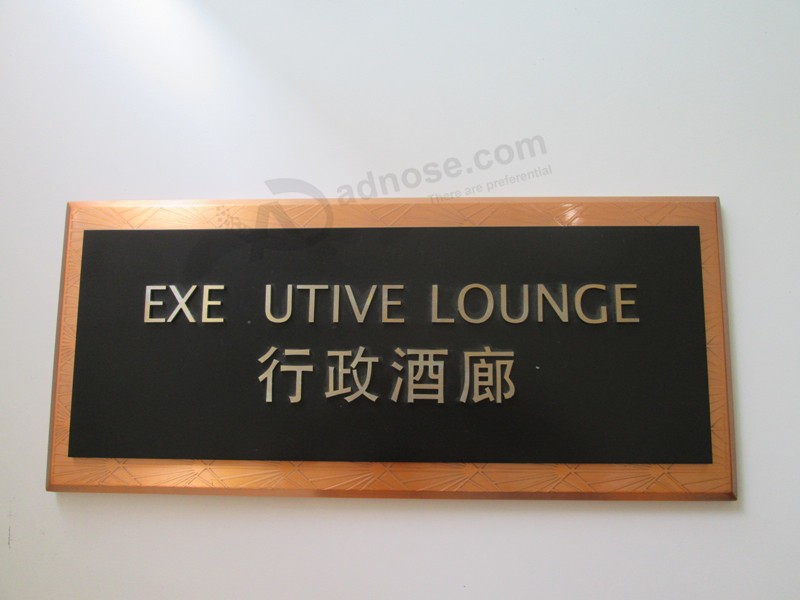 adnose.com
There are preferential
EXE UTIVE LOUNGE
行政酒廊